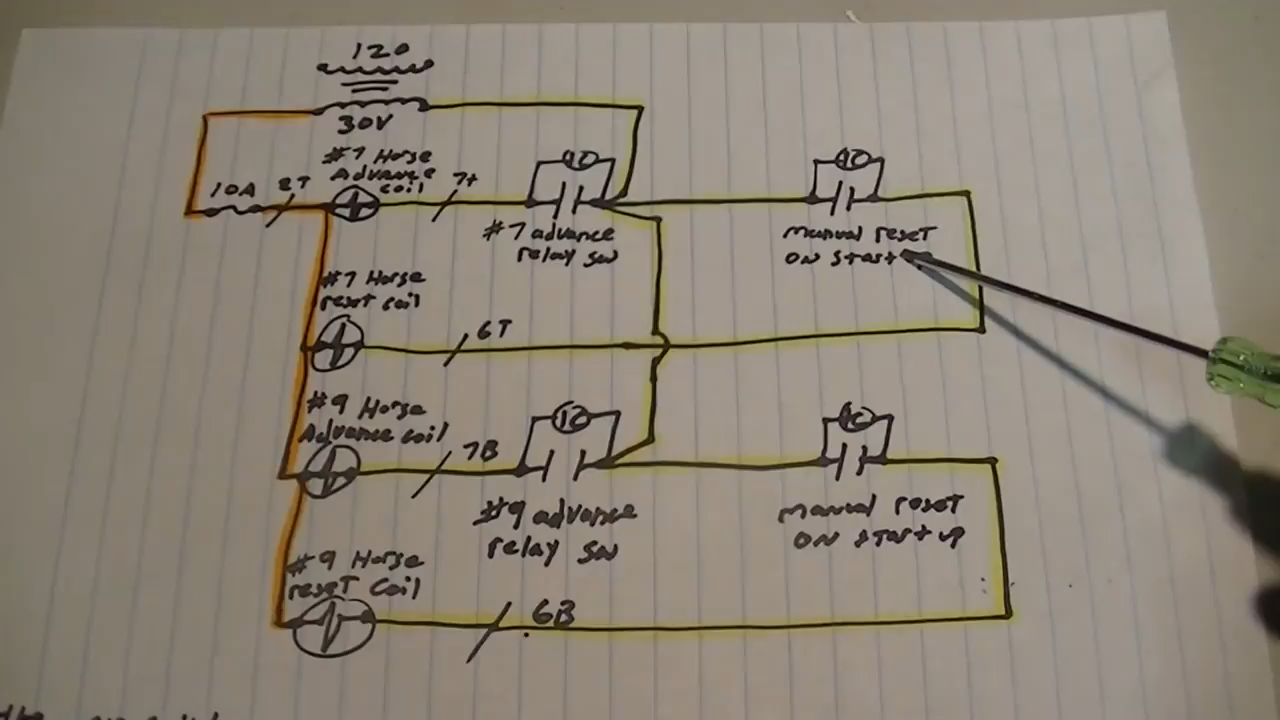 120
30V
#7 Horse
Advance
coil
10A
2T
7+
#7 advance
relay SW
manual reset
ON start
#7 Horse
reset coil
6T
#9 Horse
Advance coil
7B
#9 advance
relay SW
manual reset
ON start up
#9 Horse
reset coil
6B